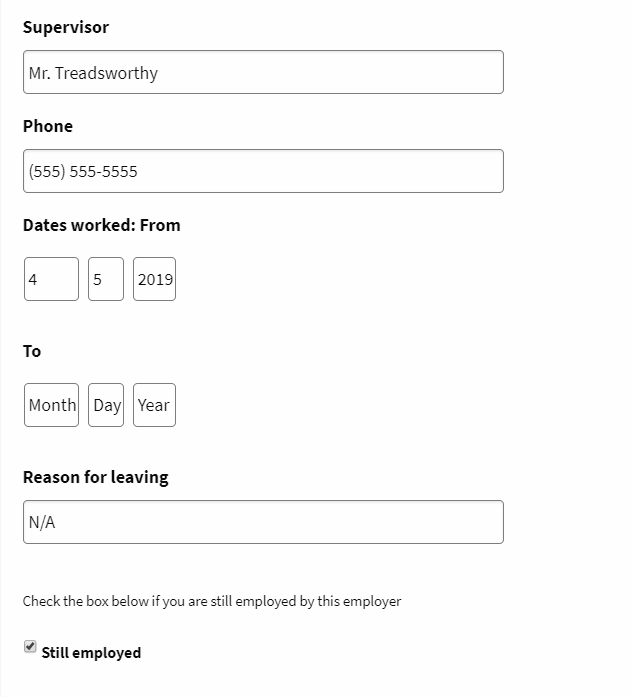 Supervisor
Mr. Treadsworthy
Phone
(555) 555-5555
Dates worked: From
4 5 2019
To
Month Day Year
Reason for leaving
N/A
Check the box below if you are still employed by this employer
Still employed